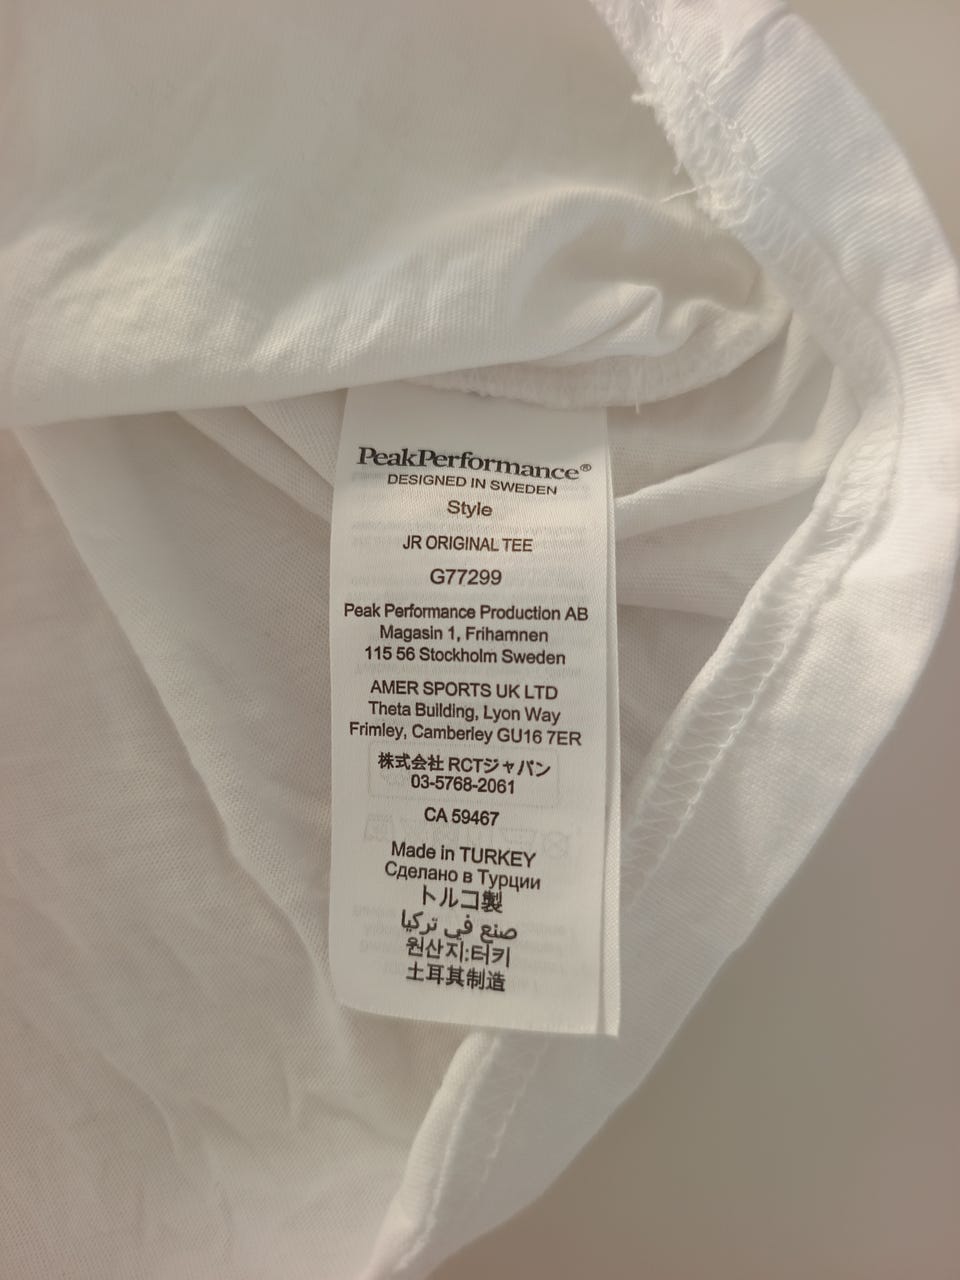 PeakPerformance®
DESIGNED IN SWEDEN
Style
JR ORIGINAL TEE
G77299
Peak Performance Production AB
Magasin 1, Frihamnen
115 56 Stockholm Sweden
AMER SPORTS UK LTD
Theta Building, Lyon Way
Frimley, Camberley GU16 7ER
株式会社 RCTジャパン
03-5768-2061
CA 59467
Made in TURKEY
Сделано в Турции
トルコ製
صنع في تركيا
원산지:터키
土耳其制造